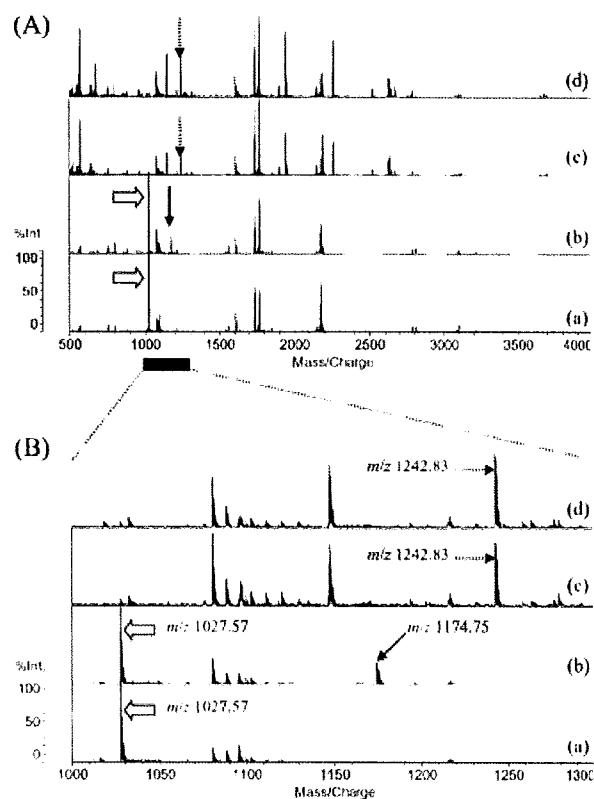 (A)
(d)
(c)
(b)
%Int.
100
50
0
(a)
500 1000 1500 2000 2500 3000 3500 4000
Mass/Charge
(B)
m/z 1242.83
(d)
m/z 1242.83
(c)
m/z 1027.57 m/z 1174.75
(b)
%Int.
100
m/z 1027.57
50
0
(a)
1000 1050 1100 1150 1200 1250 1300
Mass/Charge